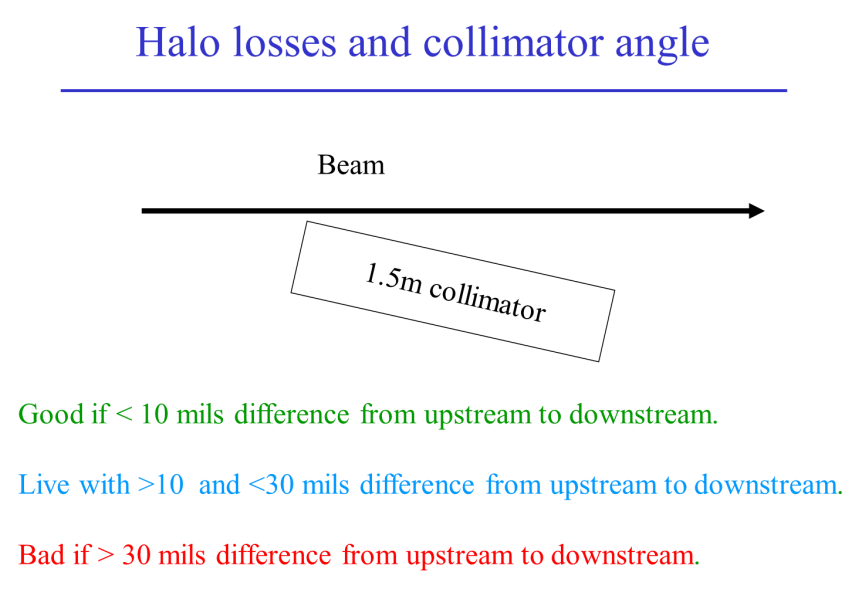 Halo losses and collimator angle
Beam
1.5m collimator
Good if < 10 mils difference from upstream to downstream.
Live with >10 and <30 mils difference from upstream to downstream.
Bad if > 30 mils difference from upstream to downstream.